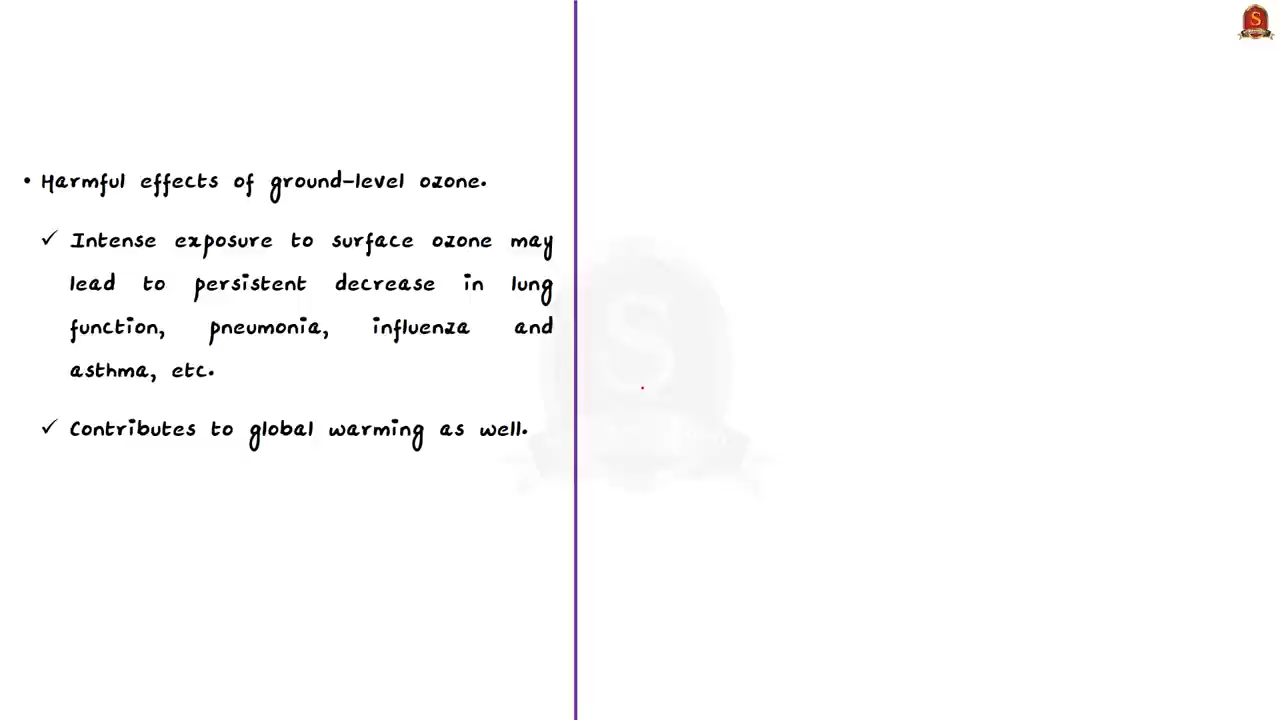 • Harmful effects of ground-level ozone.
✓ Intense exposure to surface ozone may
lead to persistent decrease in lung
function, pneumonia, influenza and
asthma, etc.
✓ Contributes to global warming as well.
S
S